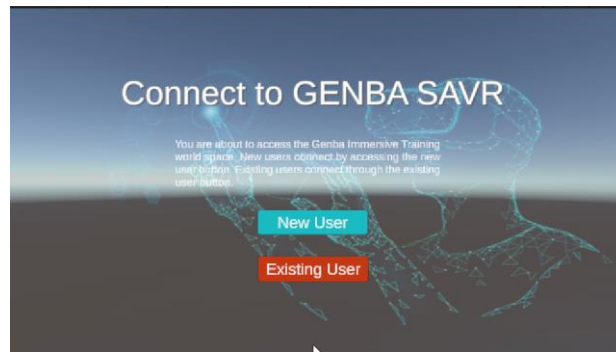 Connect to GENBA SAVR
You are about to access the Genba Immersive Training
world space. New users connect by accessing the new
user button. Existing users connect through the existing
user button.
New User
Existing User